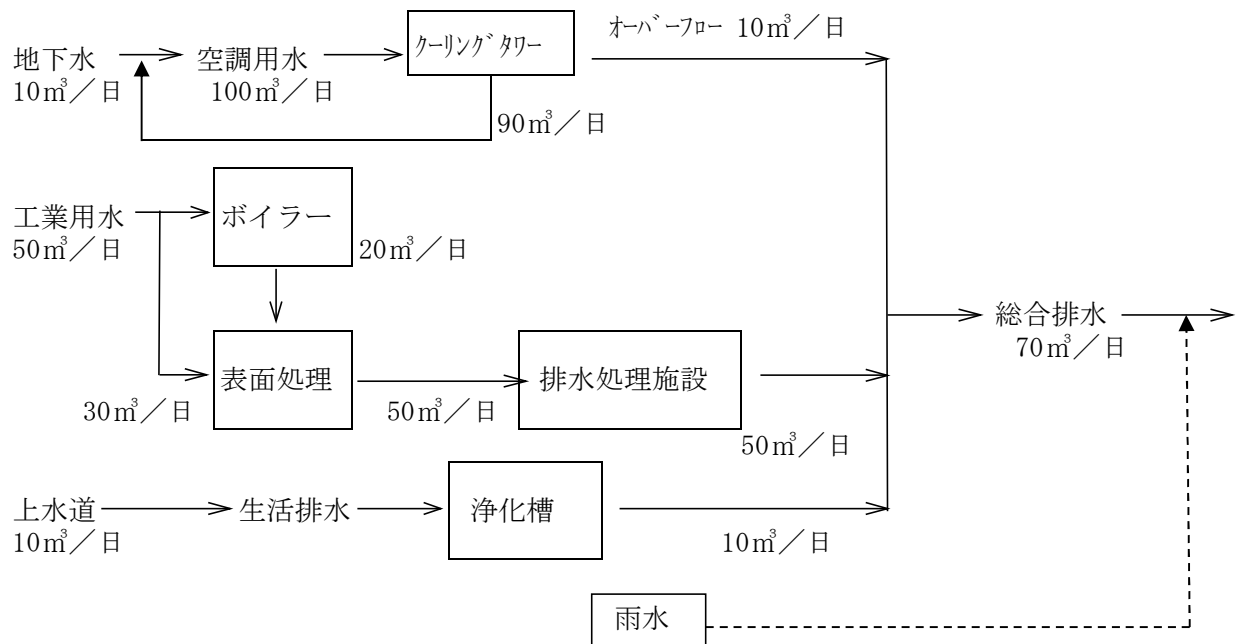 オーバーフロー 10㎥／日
地下水
10㎥／日
空調用水
100㎥／日
クーリングタワー
90㎥／日
工業用水
50㎥／日
ボイラー
20㎥／日
総合排水
70㎥／日
表面処理
排水処理施設
30㎥／日
50㎥／日
50㎥／日
上水道
10㎥／日
生活排水
浄化槽
10㎥／日
雨水